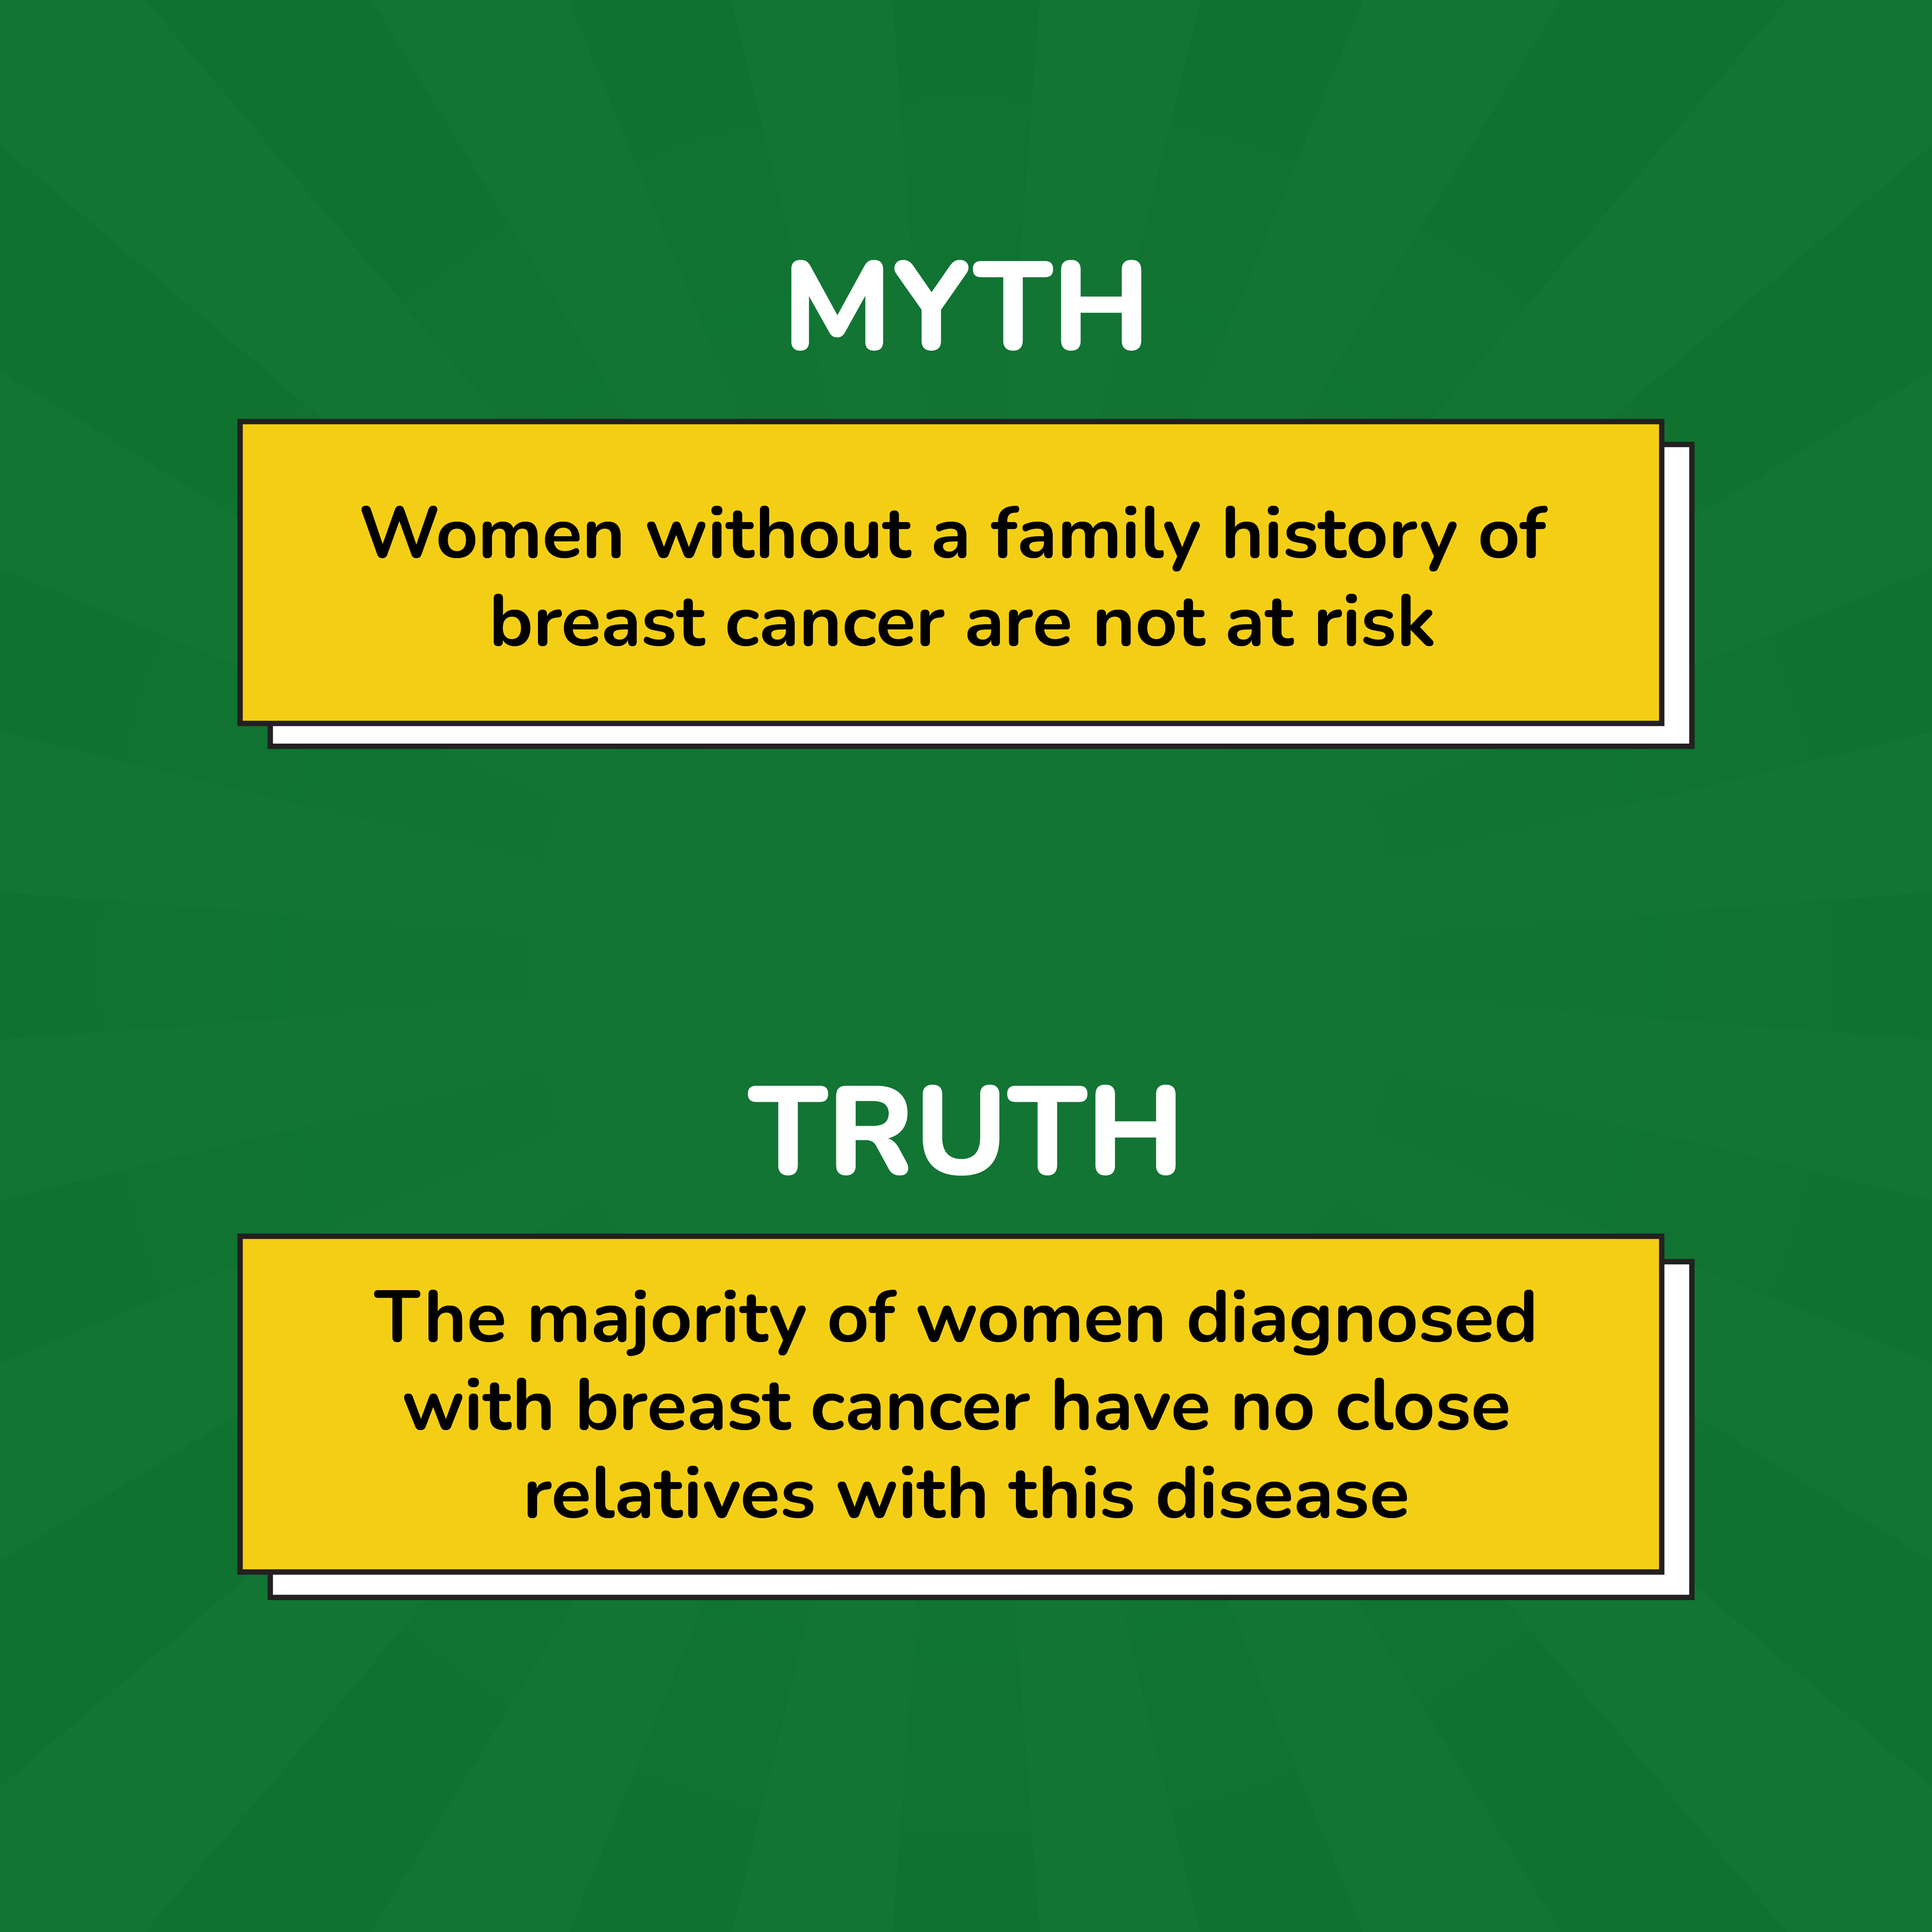 MYTH
Women without a family history of
breast cancer are not at risk
TRUTH
The majority of women diagnosed
with breast cancer have no close
relatives with this disease